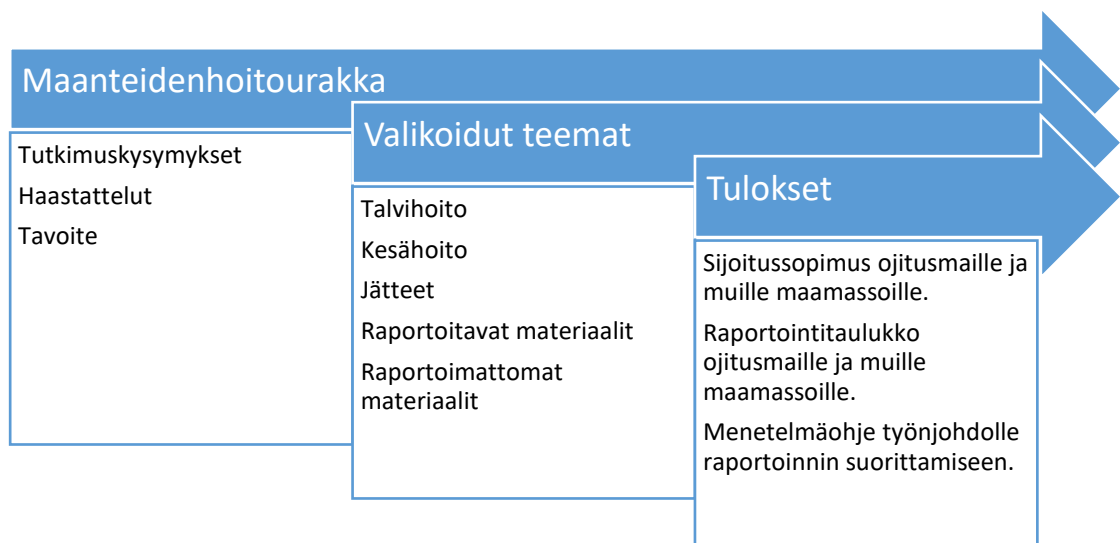 Maanteidenhoitourakka
Tutkimuskysymykset
Haastattelut
Tavoite
Valikoidut teemat
Talvihoito
Kesähoito
Jätteet
Raportoitavat materiaalit
Raportoimattomat
materiaalit
Tulokset
Sijoitussopimus ojitusmaille ja
muille maamassoille.
Raportointitaulukko
ojitusmaille ja muille
maamassoille.
Menetelmäohje työnjohdolle
raportoinnin suorittamiseen.